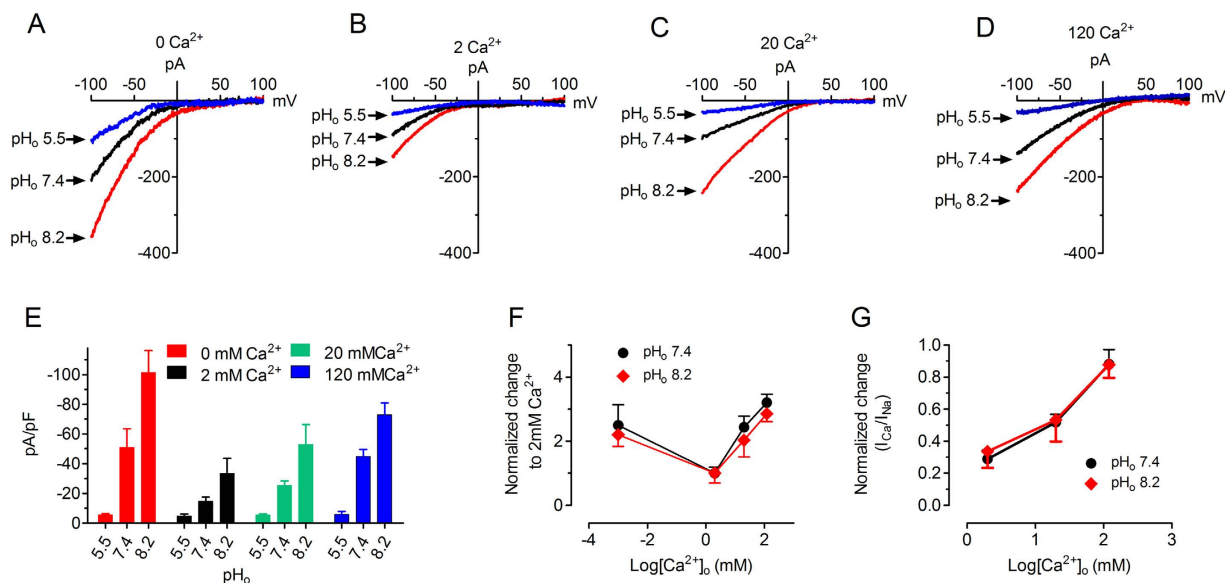 A
0 Ca²⁺
pA
-100 -50 0 50 100
mV
pHₒ 5.5
pHₒ 7.4
-200
pHₒ 8.2
-400
B
2 Ca²⁺
pA
-100 -50 0 50 100
mV
pHₒ 5.5
pHₒ 7.4
pHₒ 8.2
-200
-400
C
20 Ca²⁺
pA
-100 -50 0 50 100
mV
pHₒ 5.5
pHₒ 7.4
pHₒ 8.2
-200
-400
D
120 Ca²⁺
pA
-100 -50 0 50 100
mV
pHₒ 5.5
pHₒ 7.4
pHₒ 8.2
-200
-400
E
0 mM Ca²⁺
2 mM Ca²⁺
20 mMCa²⁺
120 mMCa²⁺
pA/pF
-100
-80
-60
-40
-20
0
5.5 7.4 8.2 5.5 7.4 8.2 5.5 7.4 8.2 5.5 7.4 8.2
pHₒ
F
pHₒ 7.4
pHₒ 8.2
Normalized change
to 2mM Ca²⁺
4
2
0
-4 -2 0 2
Log[Ca²⁺]ₒ (mM)
G
Normalized change
(I_Ca/I_Na)
1.0
0.8
0.6
0.4
0.2
0.0
pHₒ 7.4
pHₒ 8.2
0 1 2 3
Log[Ca²⁺]ₒ (mM)